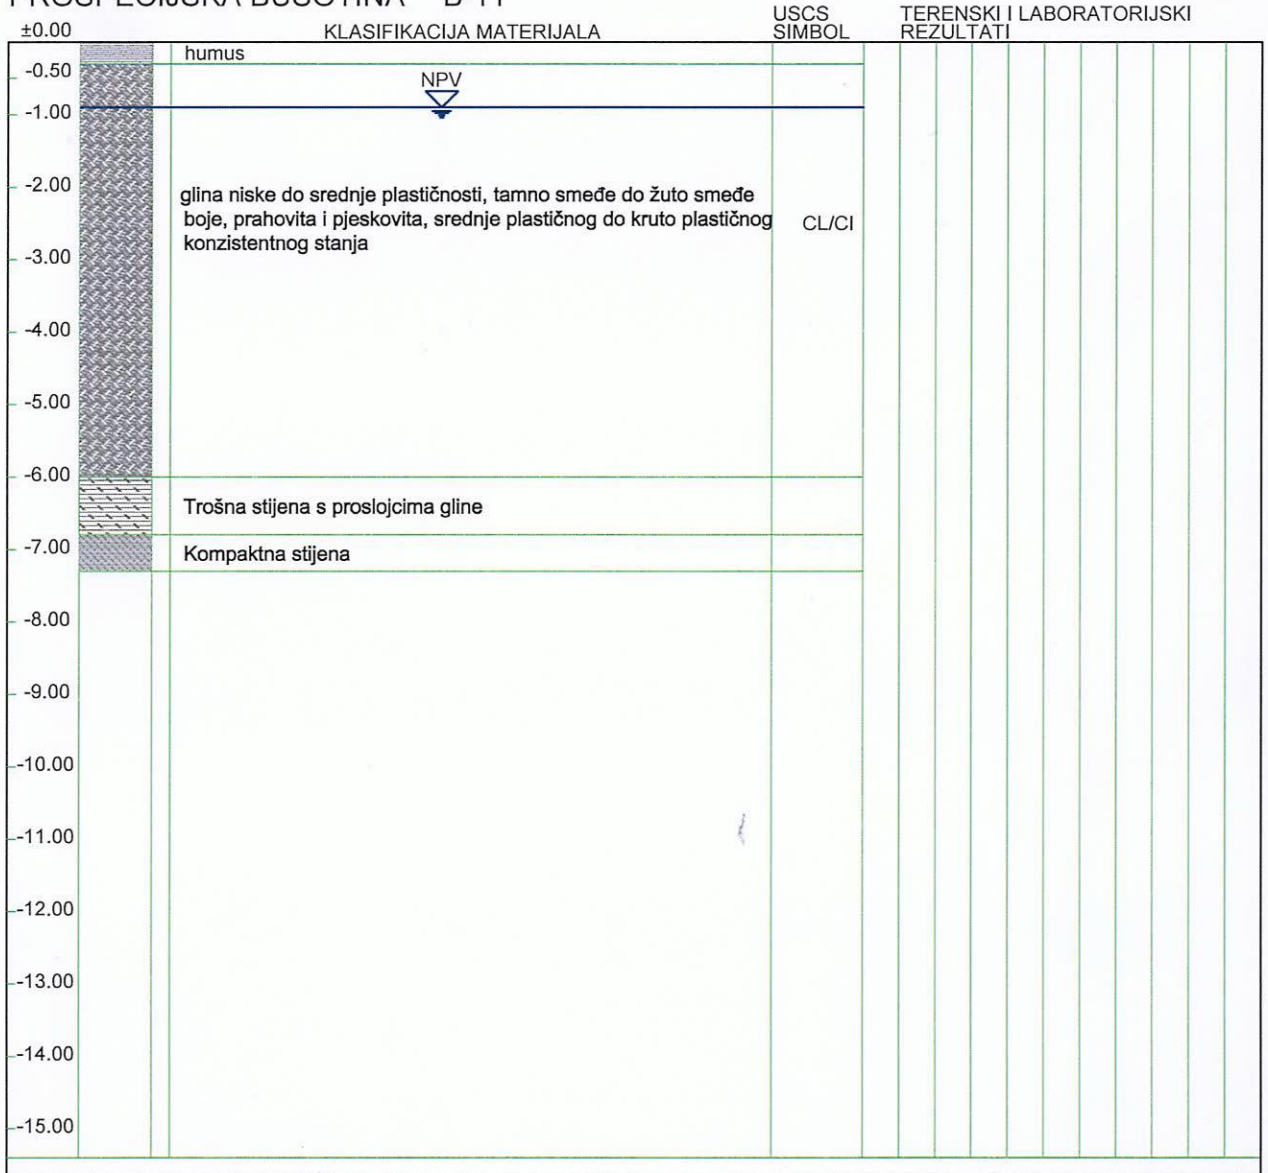 USCS TERENSKI I LABORATORIJSKI
±0.00 KLASIFIKACIJA MATERIJALA SIMBOL REZULTATI
humus
-0.50
NPV
-1.00
-2.00
glina niske do srednje plastičnosti, tamno smeđe do žuto smeđe
boje, prahovita i pjeskovita, srednje plastičnog do kruto plastičnog
CL/CI
konzistentnog stanja
-3.00
-4.00
-5.00
-6.00
Trošna stijena s proslojcima gline
-7.00
Kompaktna stijena
-8.00
-9.00
-10.00
-11.00
-12.00
-13.00
-14.00
-15.00